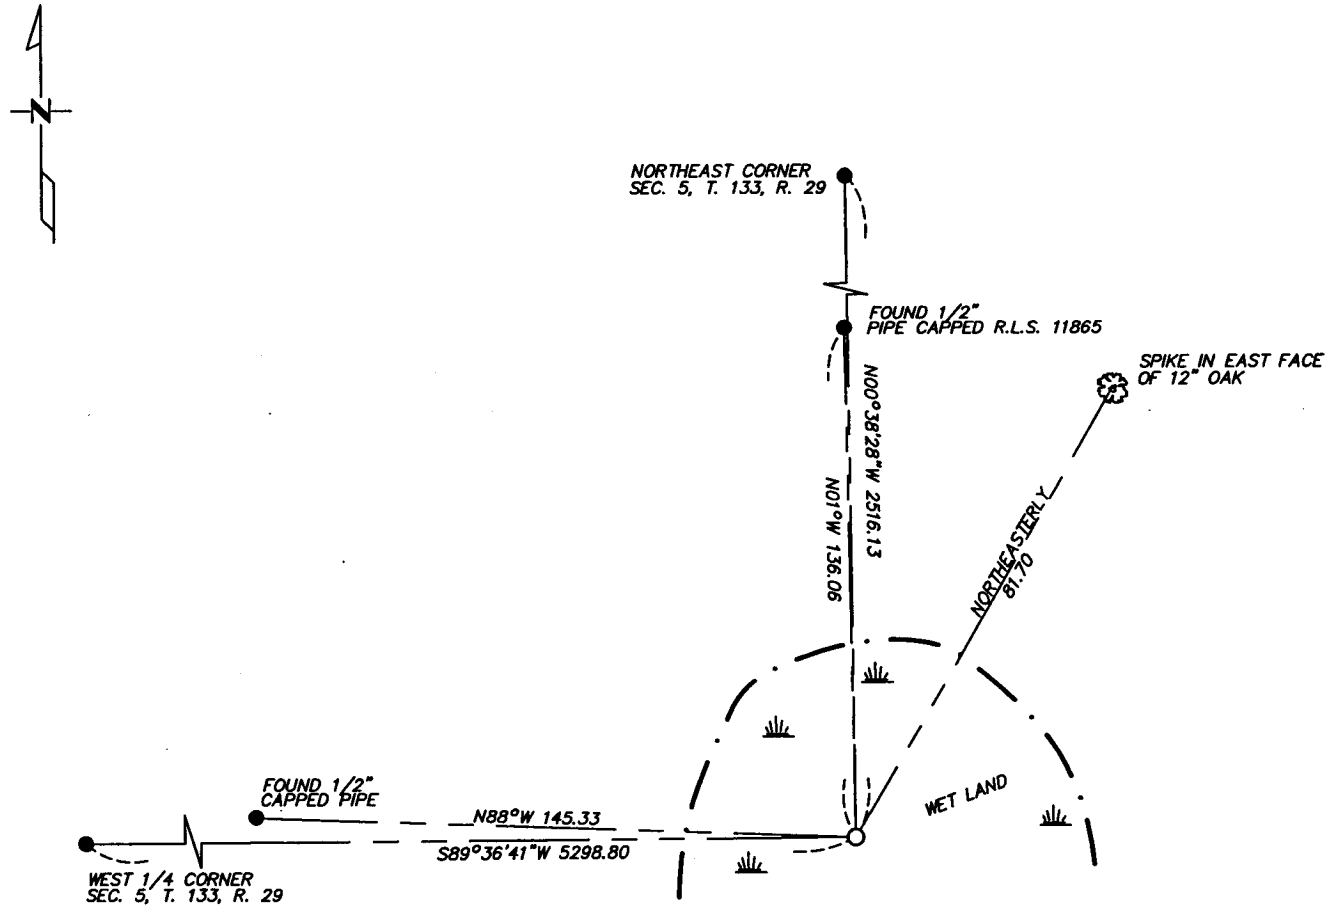 N
NORTHEAST CORNER
SEC. 5, T. 133, R. 29
FOUND 1/2"
PIPE CAPPED R.L.S. 11865
SPIKE IN EAST FACE
OF 12" OAK
N00°38'28"W 2516.13
N01°W 136.06
NORTHEASTERLY
81.70
WET LAND
FOUND 1/2"
CAPPED PIPE
N88°W 145.33
S89°36'41"W 5298.80
WEST 1/4 CORNER
SEC. 5, T. 133, R. 29